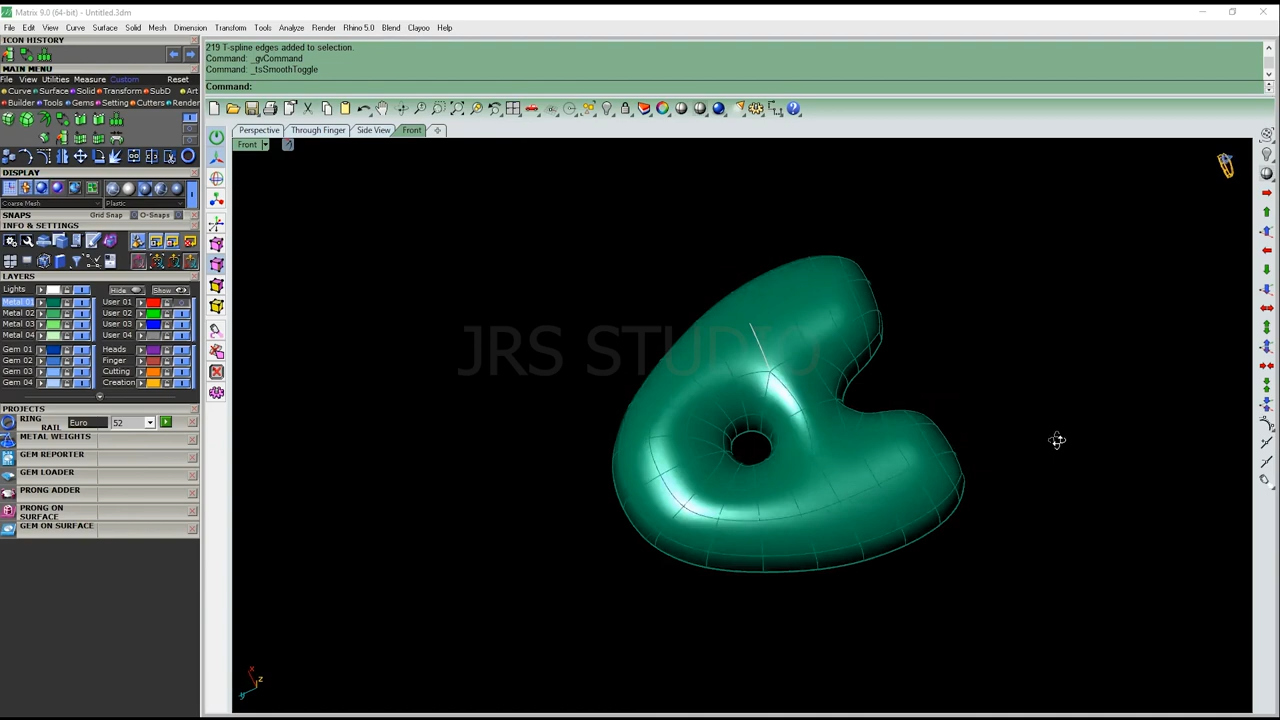 Matrix 9.0 (64-bit) - Untitled.3dm
File Edit View Curve Surface Solid Mesh Dimension Transform Tools Analyze Render Rhino 5.0 Blend Clayoo Help
ICON HISTORY
219 T-spline edges added to selection.
Command: _gvCommand
Command: _tsSmoothToggle
Command:
MAIN MENU
File View Utilities Measure Custom Reset
Curve Surface Solid Transform SubD Art
Builder Tools Gems Setting Cutters Render
Perspective Through Finger Side View Front
Front
DISPLAY
Coarse Mesh Plastic
SNAPS Grid Snap O-Snaps
INFO & SETTINGS
LAYERS
Lights Hide Show
Metal 01 User 01
Metal 02 User 02
Metal 03 User 03
Metal 04 User 04
Gem 01 Heads
Gem 02 Finger
Gem 03 Cutting
Gem 04 Creation
PROJECTS
RING RAIL Euro 52
METAL WEIGHTS
GEM REPORTER
GEM LOADER
PRONG ADDER
PRONG ON SURFACE
GEM ON SURFACE
JRS STUDIO
x
y
z